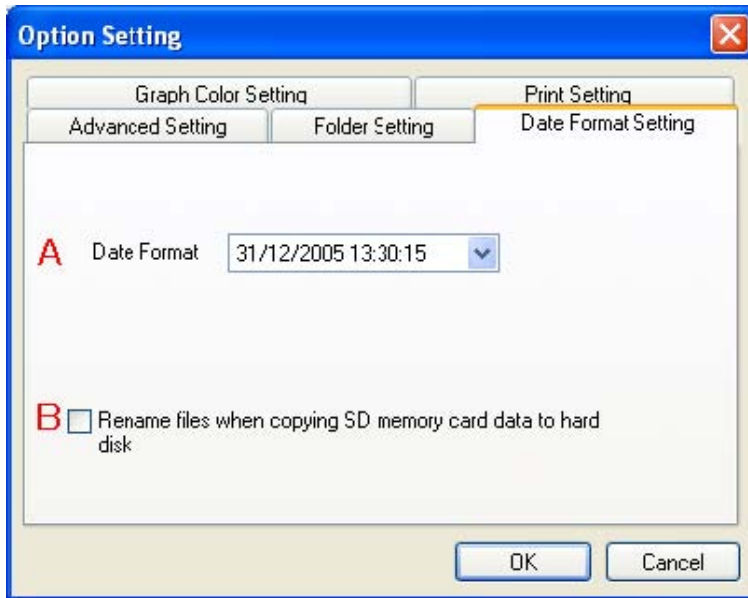 Option Setting
Graph Color Setting
Print Setting
Advanced Setting
Folder Setting
Date Format Setting
A
Date Format
31/12/2005 13:30:15
B
Rename files when copying SD memory card data to hard
disk
OK
Cancel